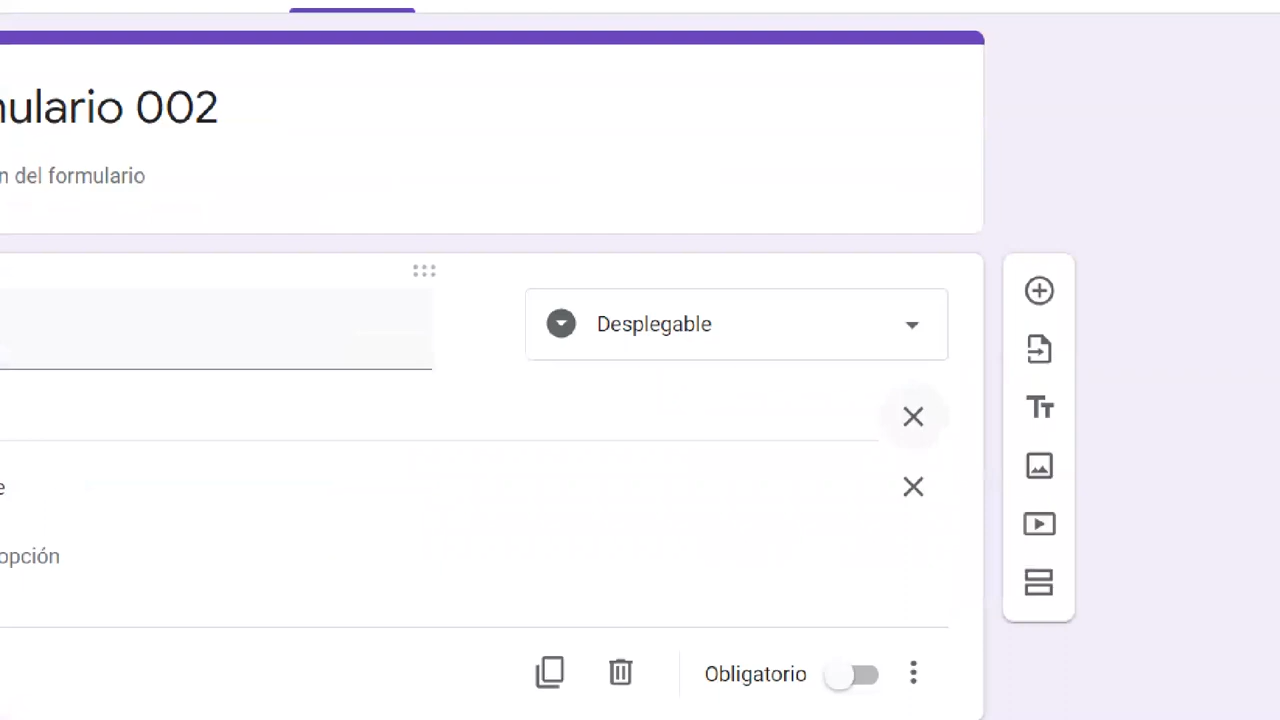 mulario 002
n del formulario
Desplegable
e
opción
Obligatorio